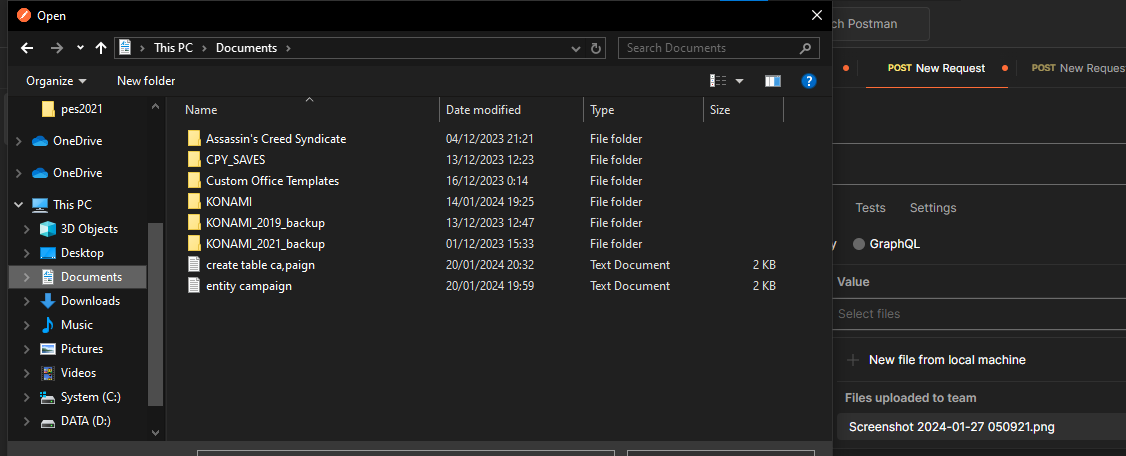 Open
ch Postman
This PC
Documents
Search Documents
Organize
New folder
?
POST New Request
POST New Reques
pes2021
OneDrive
OneDrive
This PC
3D Objects
Desktop
Documents
Downloads
Music
Pictures
Videos
System (C:)
DATA (D:)
Name Date modified Type Size
Assassin's Creed Syndicate 04/12/2023 21:21 File folder
CPY_SAVES 13/12/2023 12:23 File folder
Custom Office Templates 16/12/2023 0:14 File folder
KONAMI 14/01/2024 19:25 File folder
KONAMI_2019_backup 13/12/2023 12:47 File folder
KONAMI_2021_backup 01/12/2023 15:33 File folder
create table ca,paign 20/01/2024 20:32 Text Document 2 KB
entity campaign 20/01/2024 19:59 Text Document 2 KB
Tests Settings
y GraphQL
Value
Select files
New file from local machine
Files uploaded to team
Screenshot 2024-01-27 050921.png